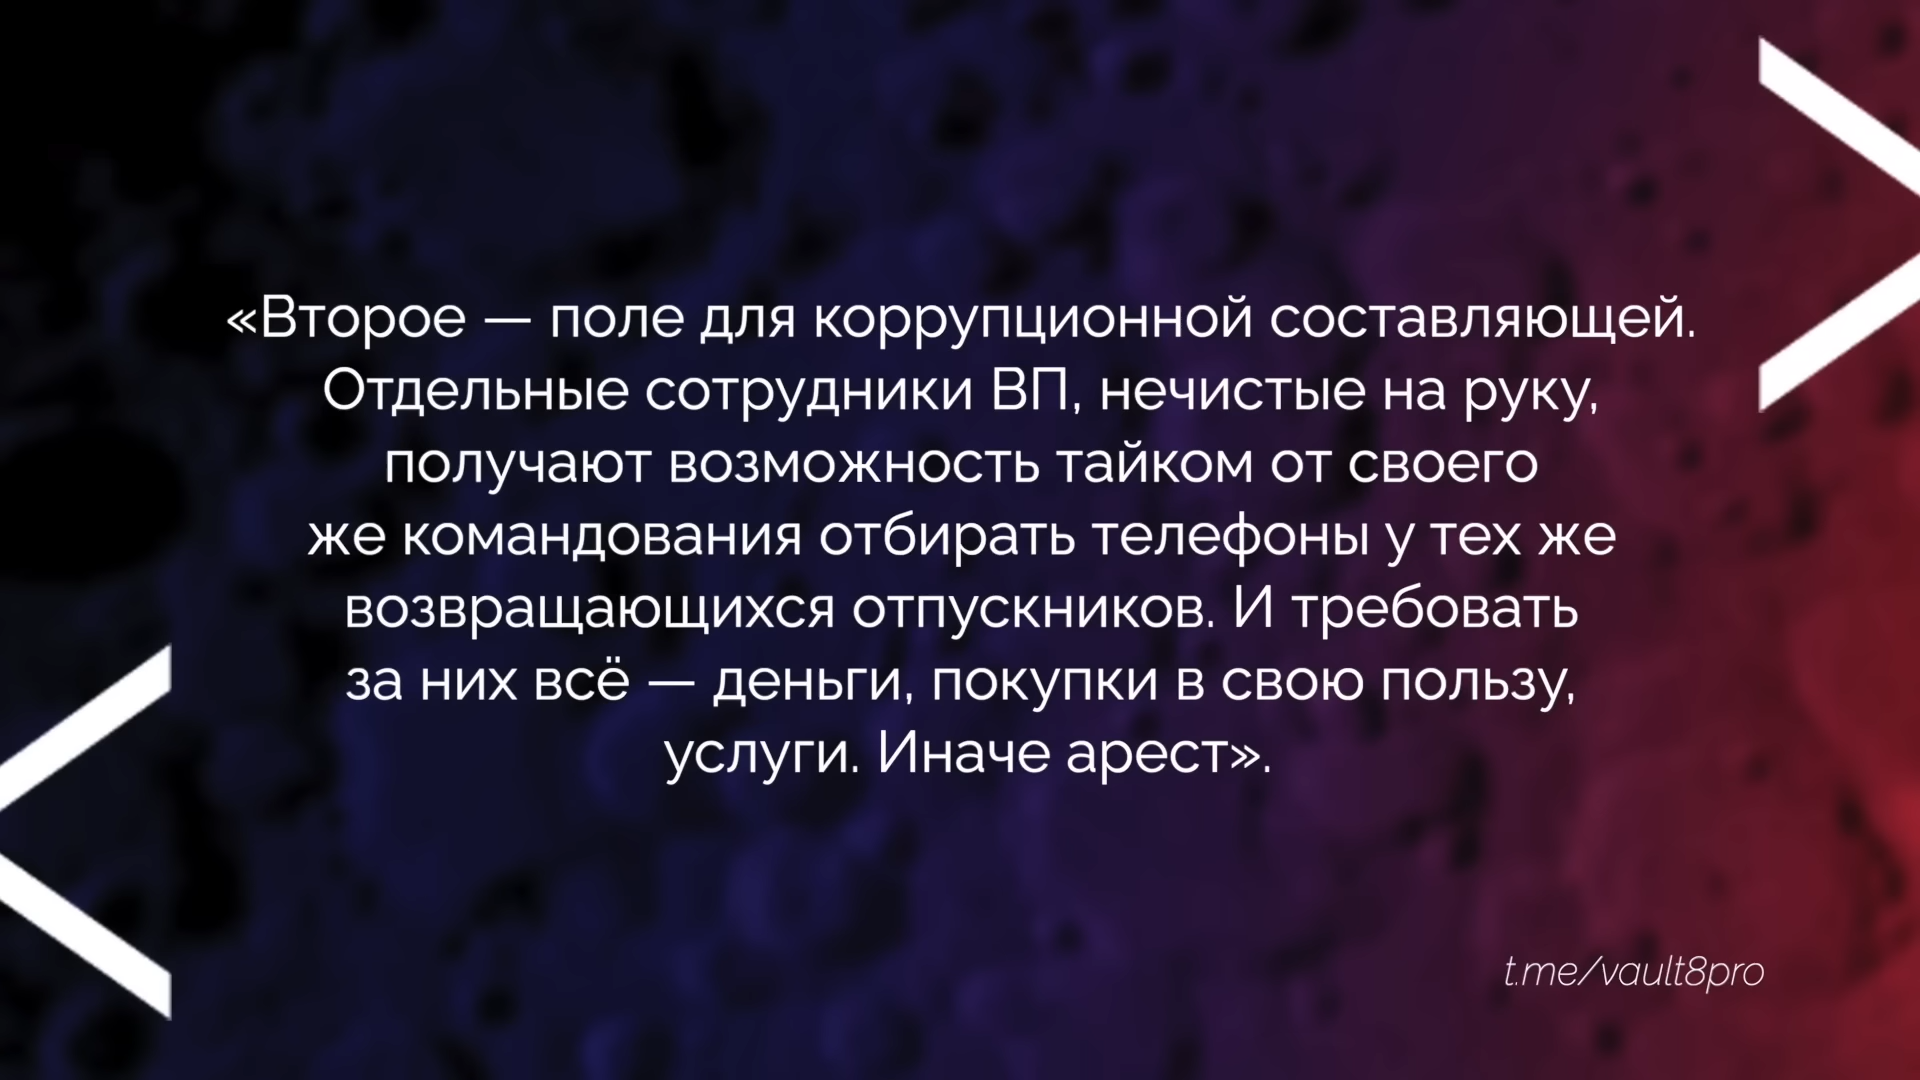 «Второе — поле для коррупционной составляющей.
Отдельные сотрудники ВП, нечистые на руку,
получают возможность тайком от своего
же командования отбирать телефоны у тех же
возвращающихся отпускников. И требовать
за них всё — деньги, покупки в свою пользу,
услуги. Иначе арест».
t.me/vault8pro